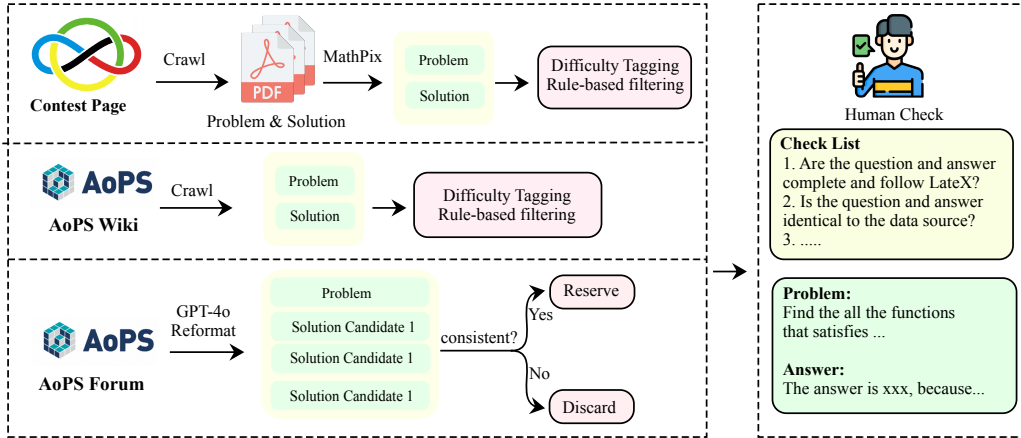 Contest Page
Crawl
PDF
Problem & Solution
MathPix
Problem
Solution
Difficulty Tagging
Rule-based filtering
AoPS
AoPS Wiki
Crawl
Problem
Solution
Difficulty Tagging
Rule-based filtering
AoPS
AoPS Forum
GPT-4o
Reformat
Problem
Solution Candidate 1
Solution Candidate 1
Solution Candidate 1
consistent?
Yes
No
Reserve
Discard
Human Check
Check List
1. Are the question and answer
complete and follow LateX?
2. Is the question and answer
identical to the data source?
3. .....
Problem:
Find the all the functions
that satisfies ...
Answer:
The answer is xxx, because...